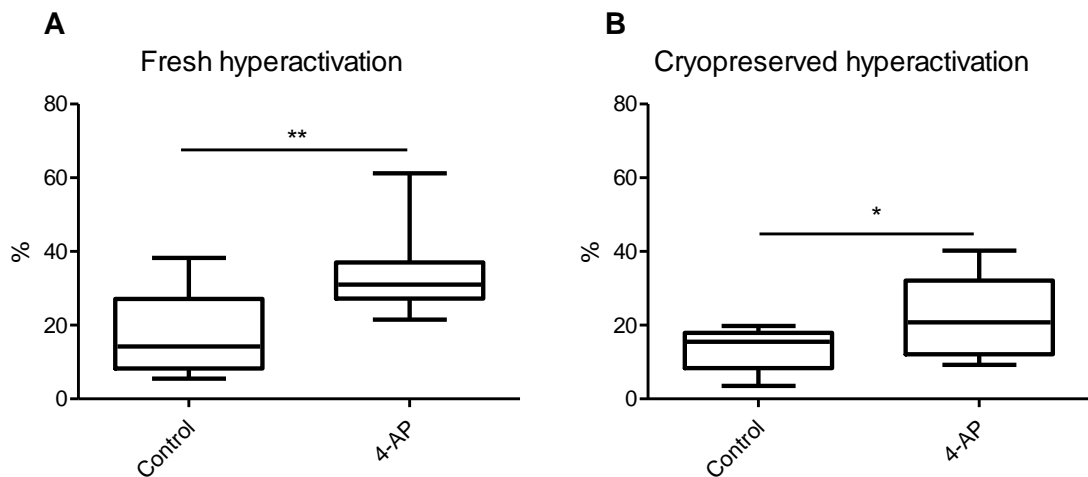 A
Fresh hyperactivation
80
60
40
20
0
%
**
Control
4-AP
B
Cryopreserved hyperactivation
80
60
40
20
0
%
*
Control
4-AP